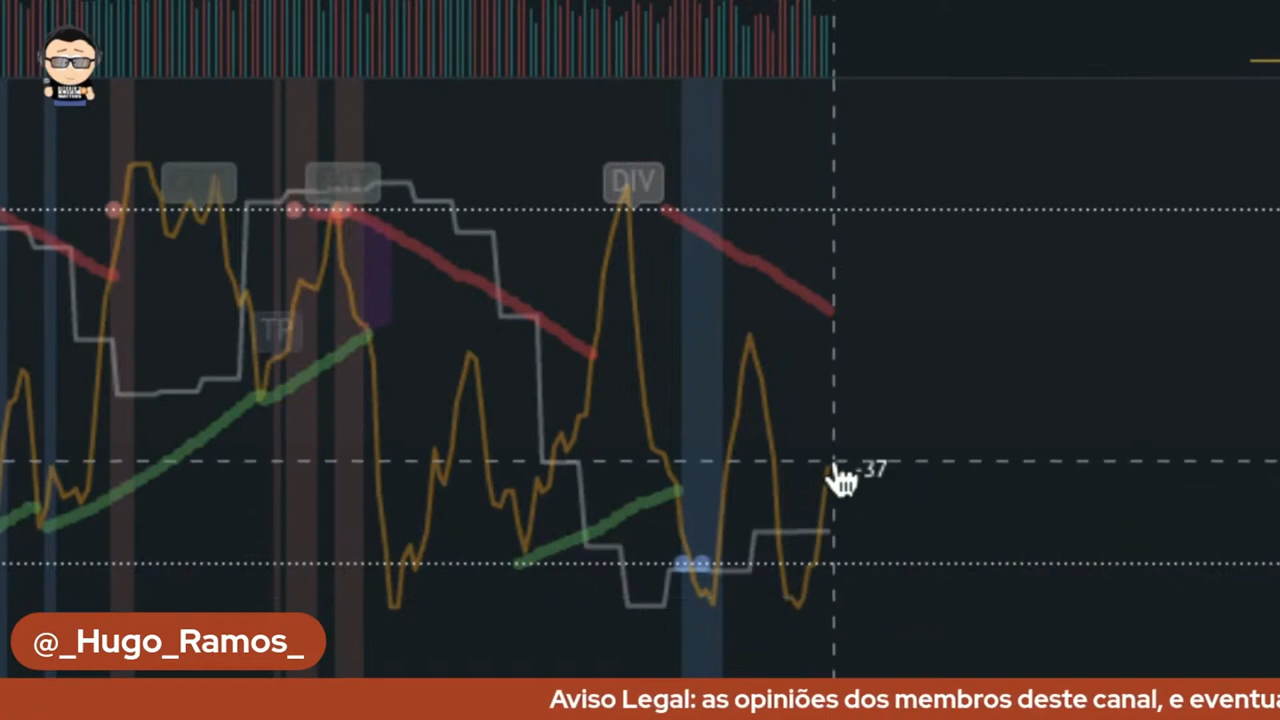 DIV
TP
-37
@_Hugo_Ramos_
Aviso Legal: as opiniões dos membros deste canal, e eventu